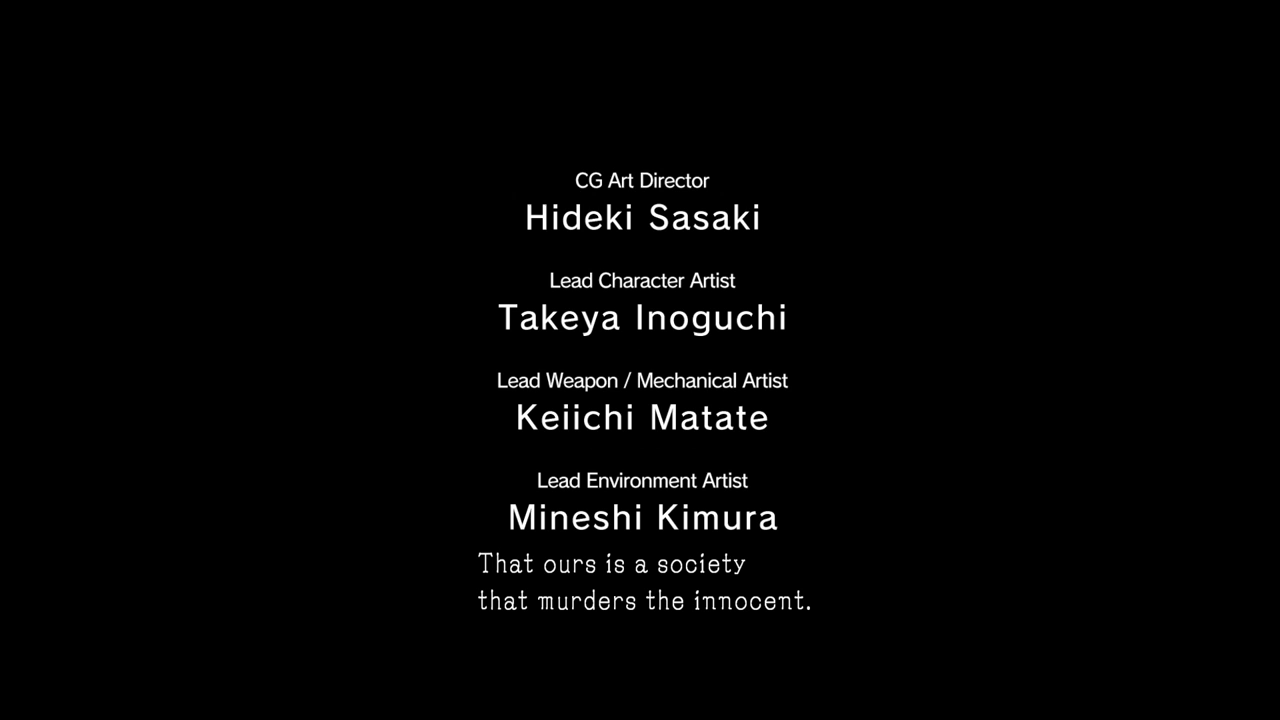 CG Art Director
Hideki Sasaki
Lead Character Artist
Takeya Inoguchi
Lead Weapon / Mechanical Artist
Keiichi Matate
Lead Environment Artist
Mineshi Kimura
That ours is a society
that murders the innocent.